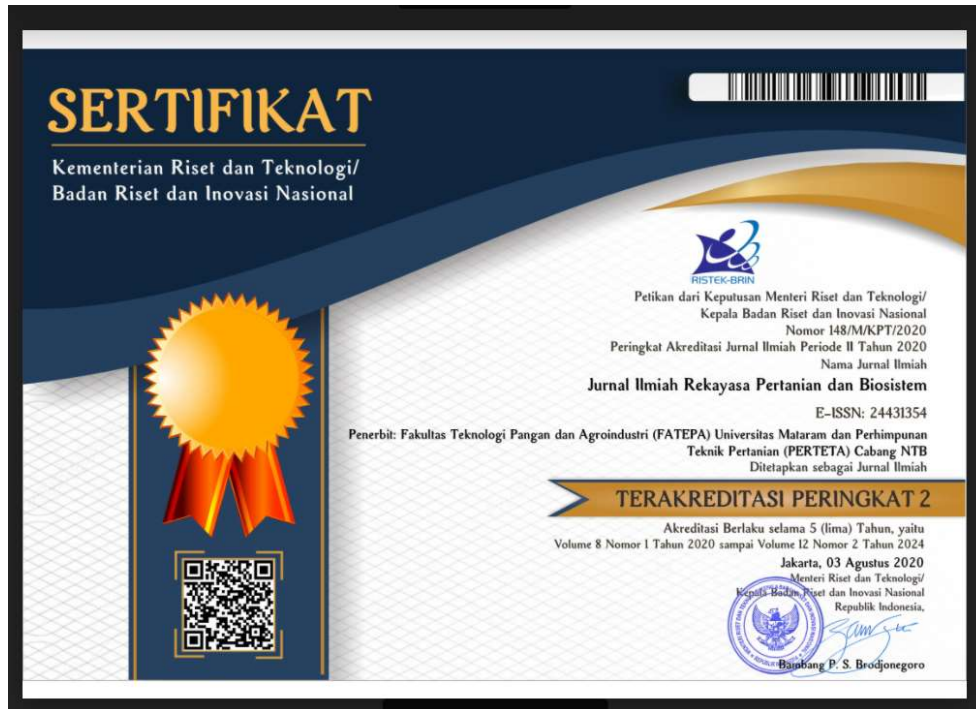 SERTIFIKAT
Kementerian Riset dan Teknologi/
Badan Riset dan Inovasi Nasional
RISTEK-BRIN
Petikan dari Keputusan Menteri Riset dan Teknologi/
Kepala Badan Riset dan Inovasi Nasional
Nomor 148/M/KPT/2020
Peringkat Akreditasi Jurnal Ilmiah Periode II Tahun 2020
Nama Jurnal Ilmiah
Jurnal Ilmiah Rekayasa Pertanian dan Biosistem
E-ISSN: 24431354
Penerbit: Fakultas Teknologi Pangan dan Agroindustri (FATEPA) Universitas Mataram dan Perhimpunan
Teknik Pertanian (PERTETA) Cabang NTB
Ditetapkan sebagai Jurnal Ilmiah
TERAKREDITASI PERINGKAT 2
Akreditasi Berlaku selama 5 (lima) Tahun, yaitu
Volume 8 Nomor 1 Tahun 2020 sampai Volume 12 Nomor 2 Tahun 2024
Jakarta, 03 Agustus 2020
Menteri Riset dan Teknologi/
Kepala Badan Riset dan Inovasi Nasional
Republik Indonesia,
Bambang P. S. Brodjonegoro